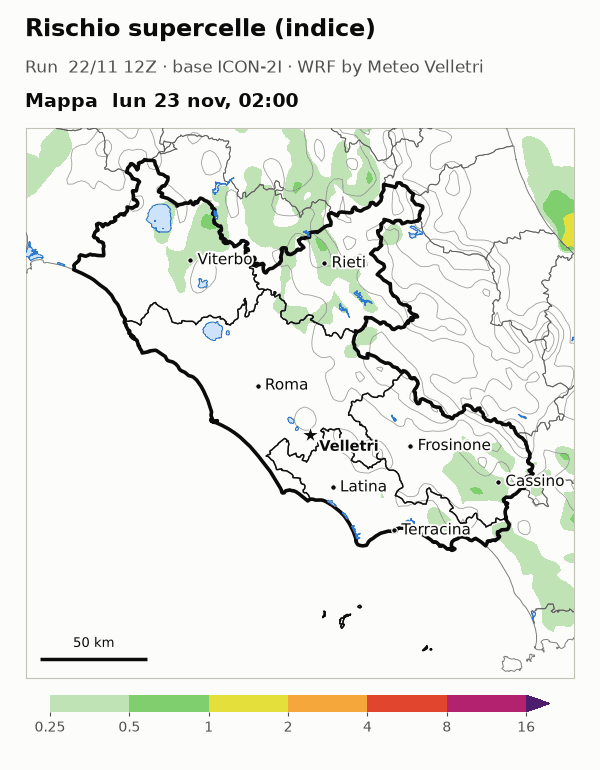 Rischio supercelle (indice)
Run  22/11 12Z · base ICON-2I · WRF by Meteo Velletri
Mappa  lun 23 nov, 02:00
Viterbo
Rieti
Roma
Velletri
Frosinone
Cassino
Latina
Terracina
50 km
0.25 0.5 1 2 4 8 16